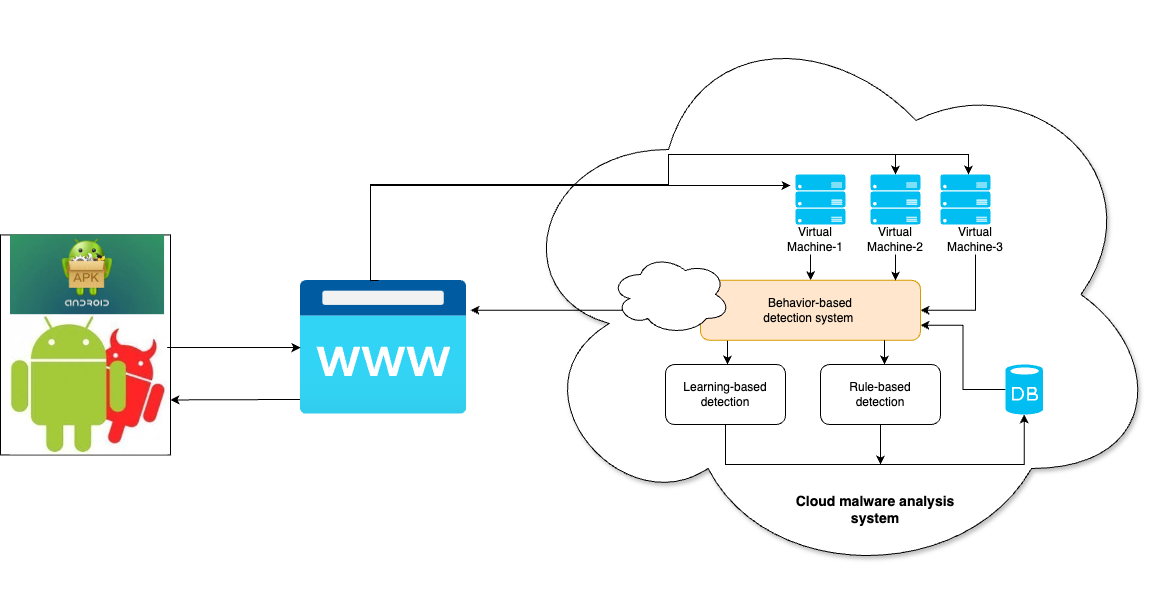 APK
ANDROID
WWW
Virtual
Machine-1
Virtual
Machine-2
Virtual
Machine-3
Behavior-based
detection system
Learning-based
detection
Rule-based
detection
DB
Cloud malware analysis
system